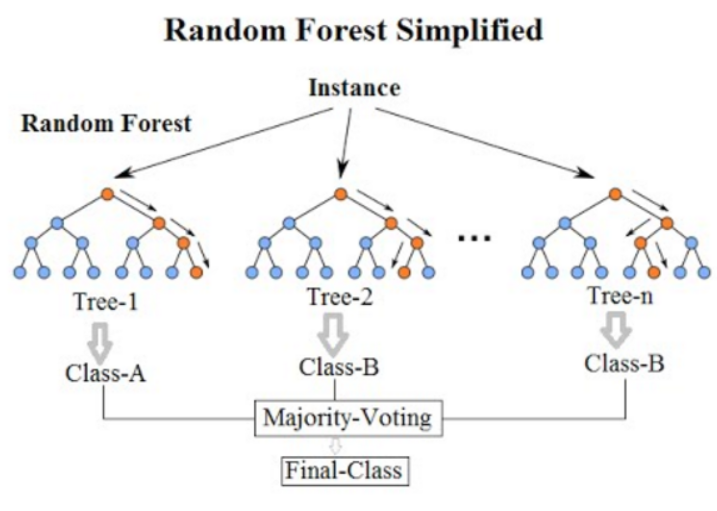 Random Forest Simplified
Instance
Random Forest
...
Tree-1
Tree-2
Tree-n
Class-A
Class-B
Class-B
Majority-Voting
Final-Class